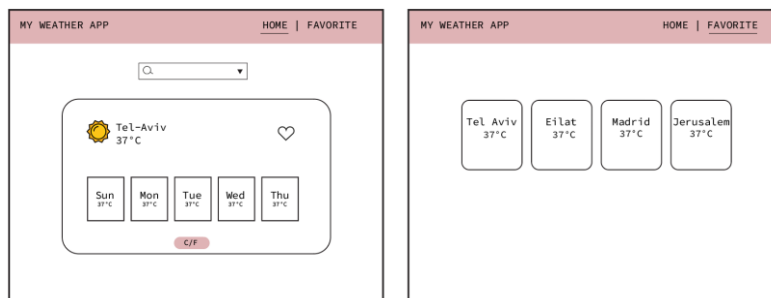 MY WEATHER APP HOME | FAVORITE
Tel-Aviv
37°C
Sun Mon Tue Wed Thu
37°C 37°C 37°C 37°C 37°C
C/F
MY WEATHER APP HOME | FAVORITE
Tel Aviv Eilat Madrid Jerusalem
37°C 37°C 37°C 37°C